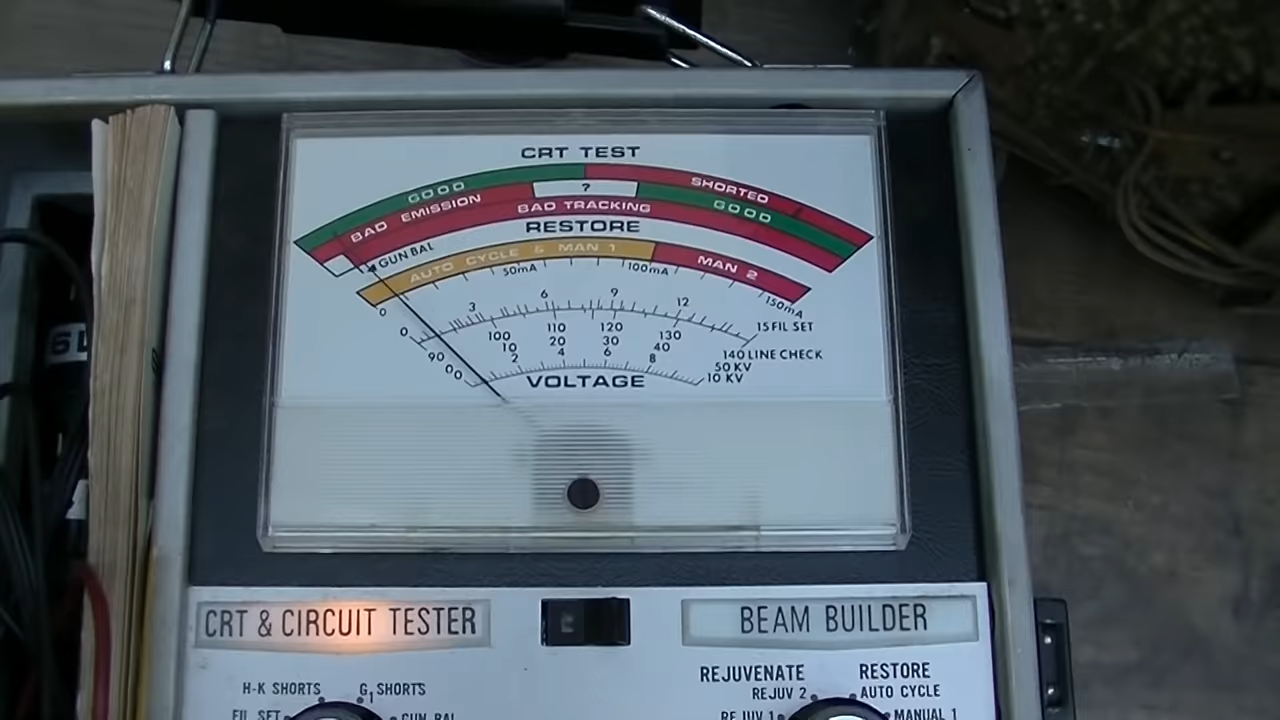 CRT TEST
GOOD SHORTED
BAD EMISSION ? GOOD
BAD TRACKING
GUN BAL RESTORE
AUTO CYCLE & MAN 1 MAN 2
0 50mA 100mA 150mA
0 3 6 9 12 15 FIL SET
90 100 110 120 130 140 LINE CHECK
0 10 20 30 40 50 KV
0 2 4 6 8 10 KV
VOLTAGE
6L
CRT & CIRCUIT TESTER BEAM BUILDER
H-K SHORTS G1 SHORTS REJUVENATE RESTORE
REJUV 2 AUTO CYCLE
FIL SET GUN BAL REJUV 1 MANUAL 1